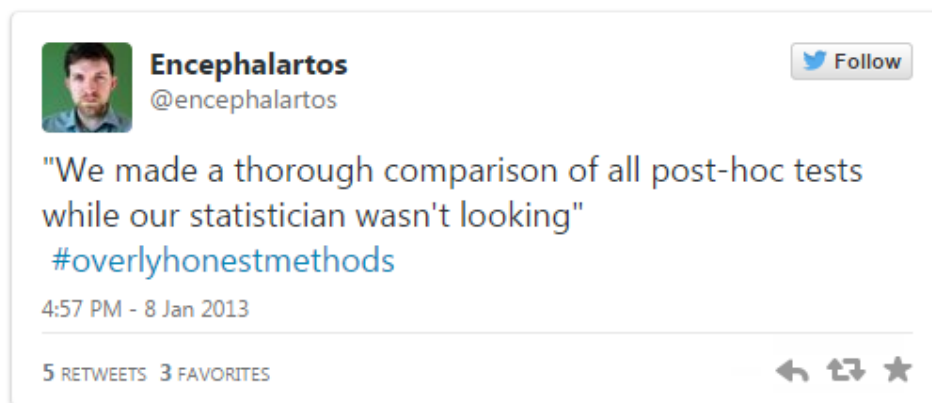 Encephalartos
Follow
@encephalartos
"We made a thorough comparison of all post-hoc tests
while our statistician wasn't looking"
#overlyhonestmethods
4:57 PM - 8 Jan 2013
5 RETWEETS 3 FAVORITES